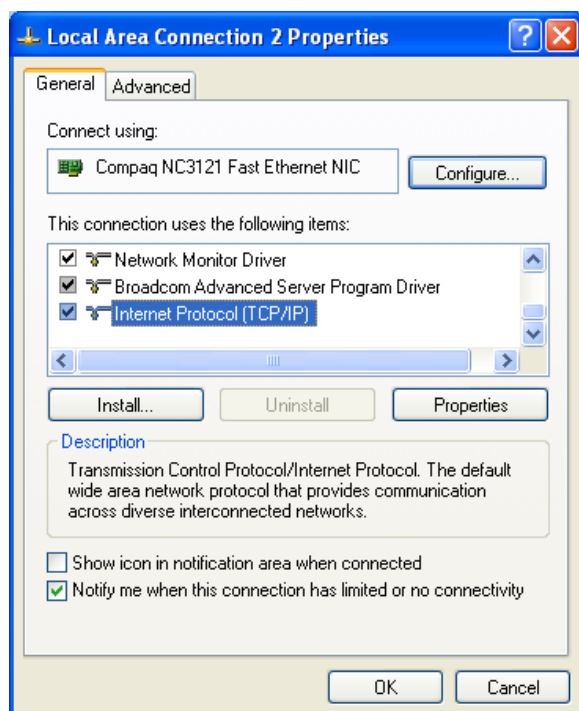 Local Area Connection 2 Properties
General Advanced
Connect using:
Compaq NC3121 Fast Ethernet NIC Configure...
This connection uses the following items:
Network Monitor Driver
Broadcom Advanced Server Program Driver
Internet Protocol (TCP/IP)
Install... Uninstall Properties
Description
Transmission Control Protocol/Internet Protocol. The default
wide area network protocol that provides communication
across diverse interconnected networks.
Show icon in notification area when connected
Notify me when this connection has limited or no connectivity
OK Cancel